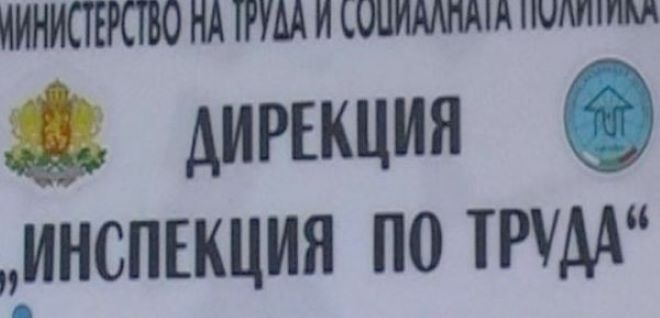 МИНИСТЕРСТВО НА ТРУДА И СОЦИАЛНАТА ПОЛИТИКА
ДИРЕКЦИЯ
„ИНСПЕКЦИЯ ПО ТРУДА“